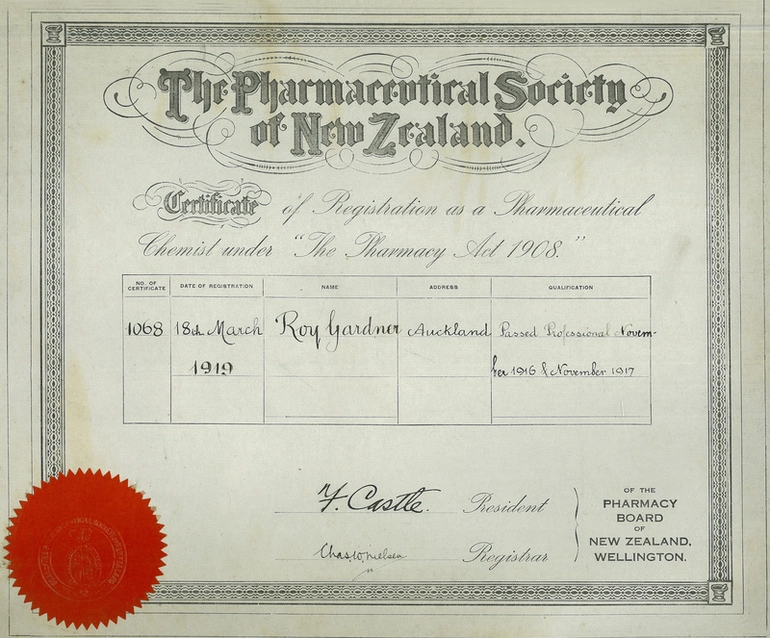 The Pharmaceutical Society
of New Zealand.
Certificate of Registration as a Pharmaceutical
Chemist under "The Pharmacy Act 1908."
NO. OF CERTIFICATE DATE OF REGISTRATION NAME ADDRESS QUALIFICATION
1068 18th March Roy Gardner Auckland Passed Professional Novem-
1919 ber 1916 & November 1917
F. Castle. President
Chas. W. Nielsen Registrar
OF THE
PHARMACY
BOARD
OF
NEW ZEALAND,
WELLINGTON.